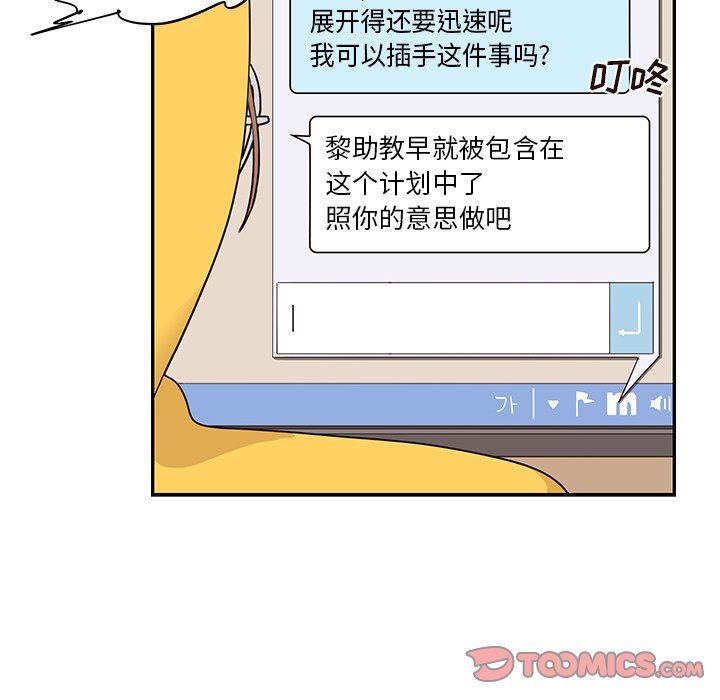 展开得还要迅速呢
我可以插手这件事吗?
叮咚
黎助教早就被包含在
这个计划中了
照你的意思做吧
가
m
TOOMICS.COM